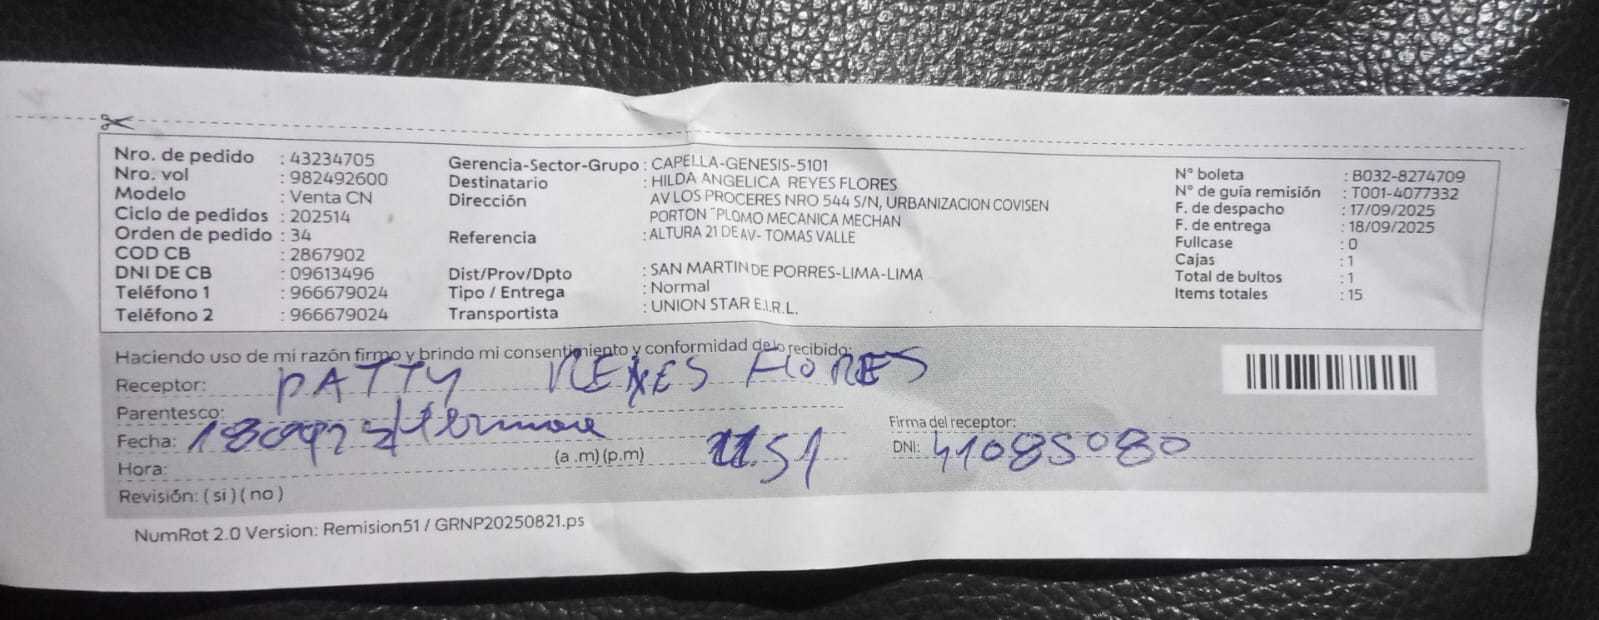 Nro. de pedido : 43234705
Nro. vol : 982492600
Modelo : Venta CN
Ciclo de pedidos : 202514
Orden de pedido : 34
COD CB : 2867902
DNI DE CB : 09613496
Teléfono 1 : 966679024
Teléfono 2 : 966679024
Gerencia-Sector-Grupo : CAPELLA-GENESIS-5101
Destinatario : HILDA ANGELICA REYES FLORES
Dirección : AV LOS PROCERES NRO 544 S/N, URBANIZACION COVISEN
PORTON ¨PLOMO MECANICA MECHAN
Referencia : ALTURA 21 DE AV- TOMAS VALLE
Dist/Prov/Dpto : SAN MARTIN DE PORRES-LIMA-LIMA
Tipo / Entrega : Normal
Transportista : UNION STAR E.I.R.L.
N° boleta : B032-8274709
N° de guía remisión : T001-4077332
F. de despacho : 17/09/2025
F. de entrega : 18/09/2025
Fullcase : 0
Cajas : 1
Total de bultos : 1
Items totales : 15
Haciendo uso de mi razón firmo y brindo mi consentimiento y conformidad de lo recibido:
Receptor: PATTY REYES FLORES
Parentesco:
Fecha:
Hora: (a .m) (p.m) 11.51
Revisión: ( si ) ( no )
Firma del receptor:
DNI: 41085080
NumRot 2.0 Version: Remision51 / GRNP20250821.ps